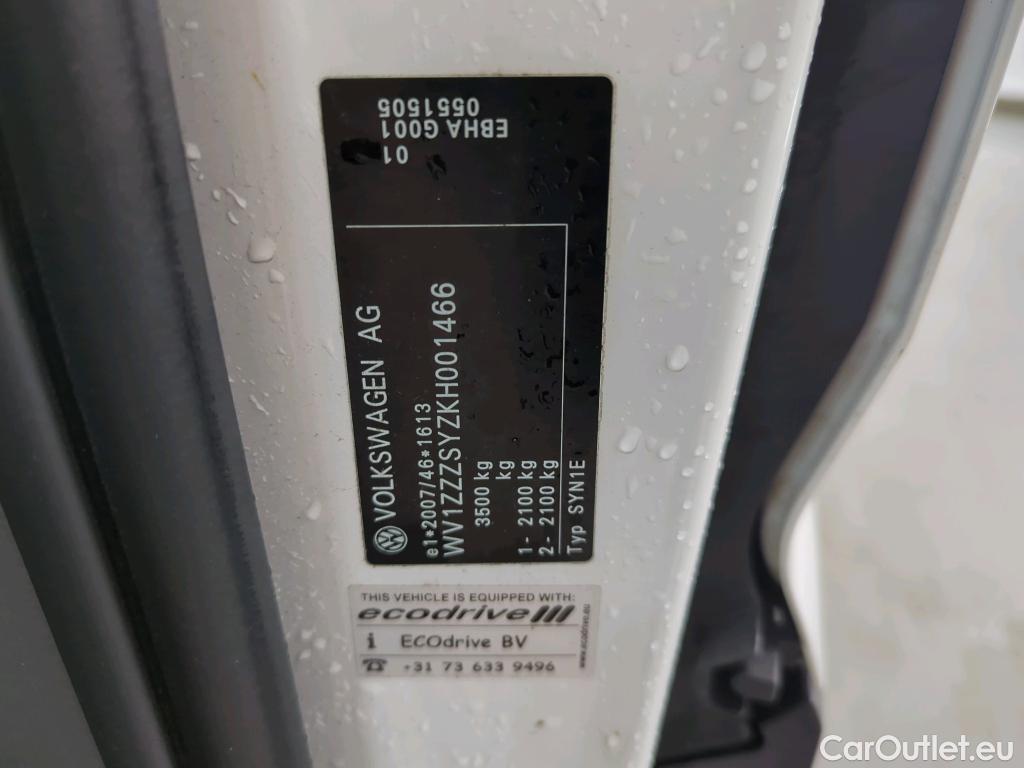 VOLKSWAGEN AG
e1*2007/46*1613
WV1ZZZSYZKH001466
3500 kg
kg
1- 2100 kg
2- 2100 kg
Typ SYN1E
01
EBHA G001
0551505
THIS VEHICLE IS EQUIPPED WITH:
ecodrive
i ECOdrive BV
+31 73 633 9496
CarOutlet.eu